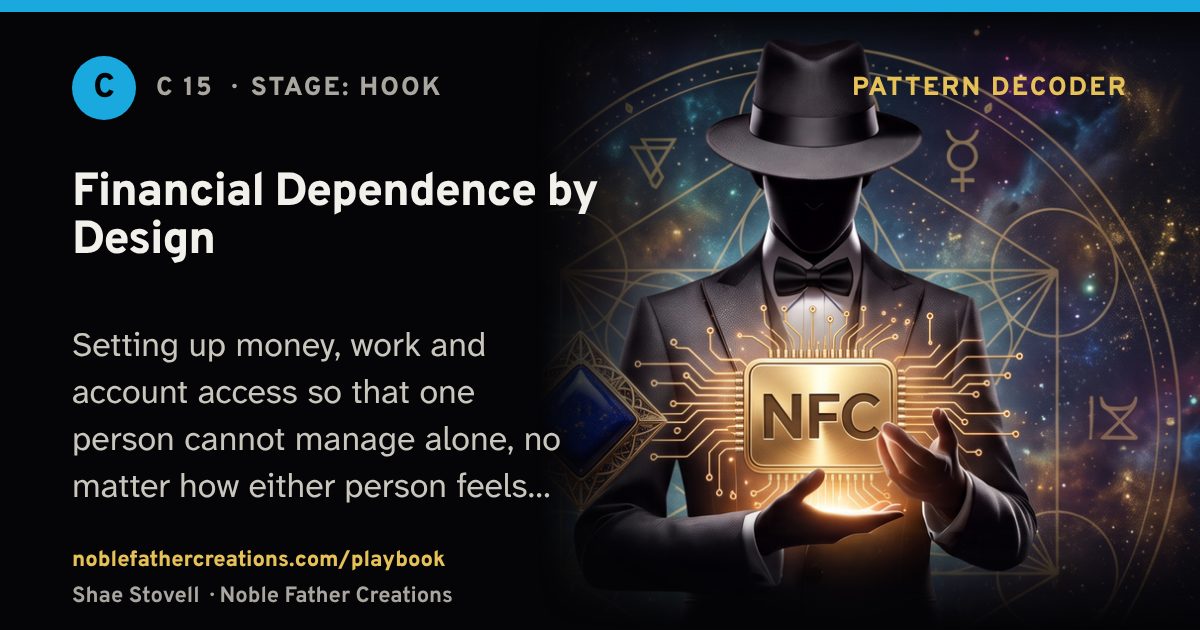 C
C 15 · STAGE: HOOK
PATTERN DECODER
Financial Dependence by
Design
Setting up money, work and
account access so that one
person cannot manage alone, no
matter how either person feels...
NFC
noblefathercreations.com/playbook
Shae Stovell · Noble Father Creations